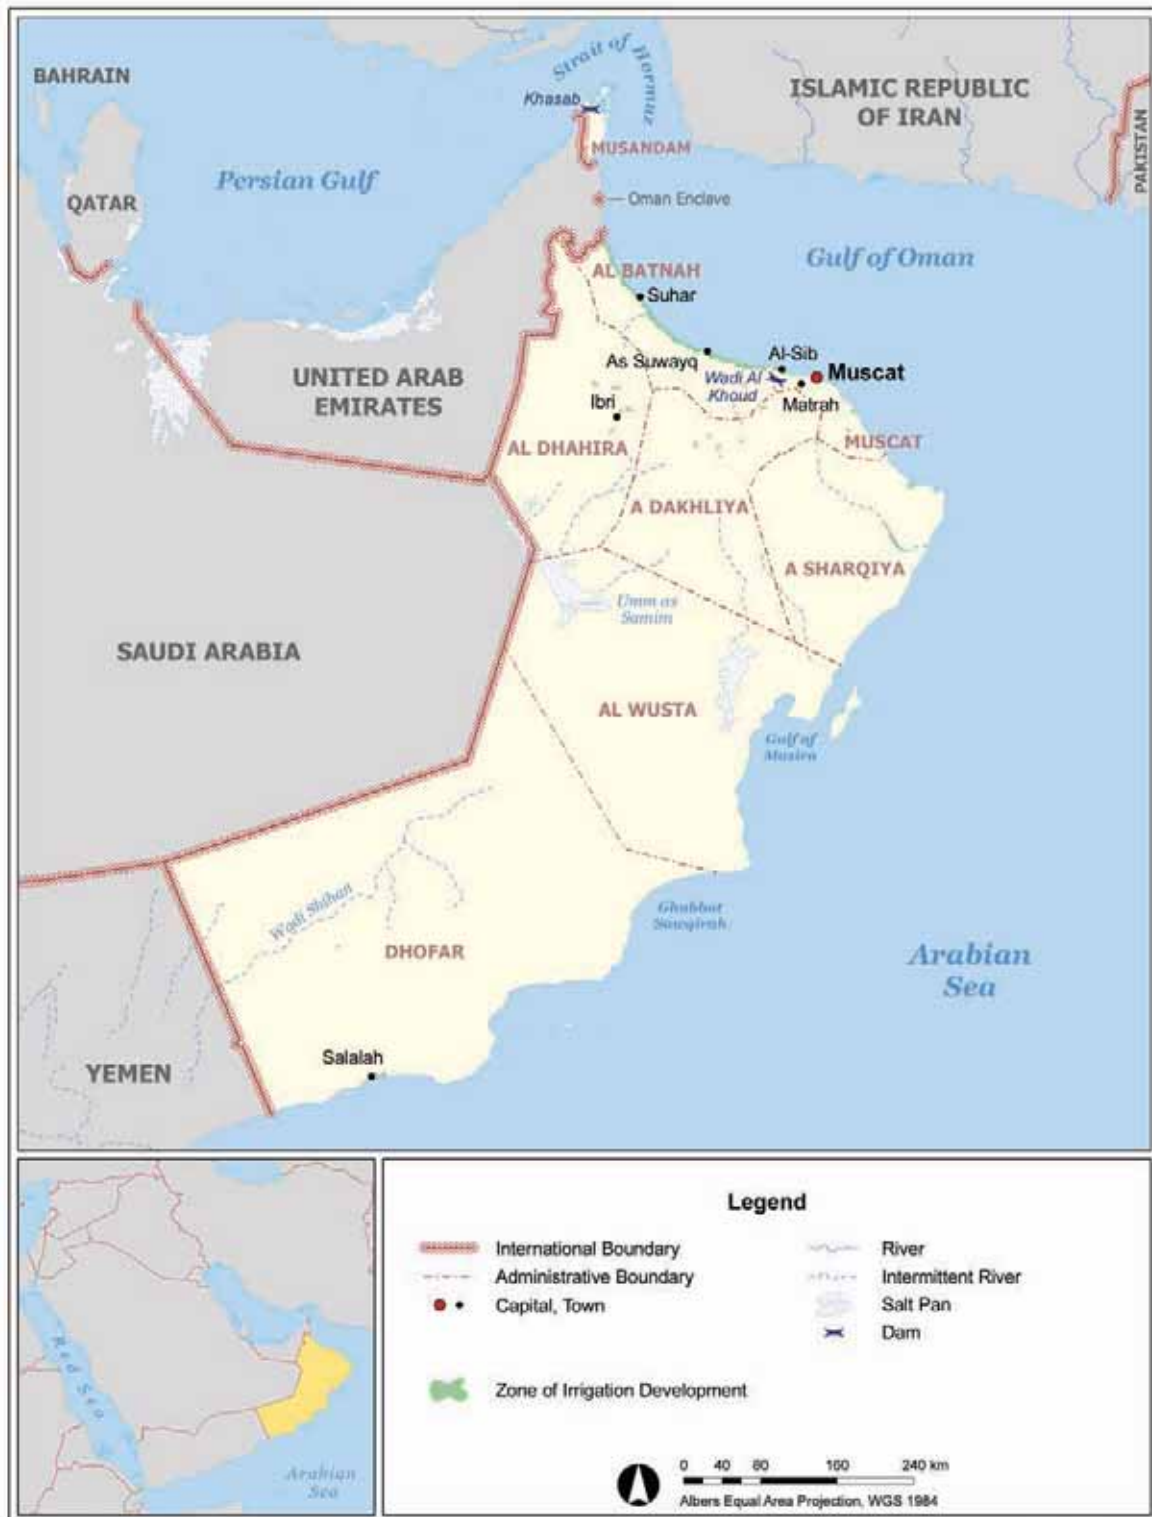 BAHRAIN
Strait of Hormuz
Khasab
ISLAMIC REPUBLIC
OF IRAN
PAKISTAN
MUSANDAM
Persian Gulf
QATAR
Oman Enclave
Gulf of Oman
AL BATNAH
Suhar
As Suwayq
Al-Sib
Muscat
Wadi Al
Khoud
Matrah
UNITED ARAB
EMIRATES
Ibri
AL DHAHIRA
MUSCAT
A DAKHLIYA
A SHARQIYA
Umm as
Samim
SAUDI ARABIA
AL WUSTA
Gulf of
Masira
Wadi Shihan
Ghubbat
Sawqirah
DHOFAR
Arabian
Sea
Salalah
YEMEN
Red Sea
Arabian
Sea
Legend
International Boundary
Administrative Boundary
Capital, Town
Zone of Irrigation Development
River
Intermittent River
Salt Pan
Dam
0 40 80 160 240 km
Albers Equal Area Projection, WGS 1984